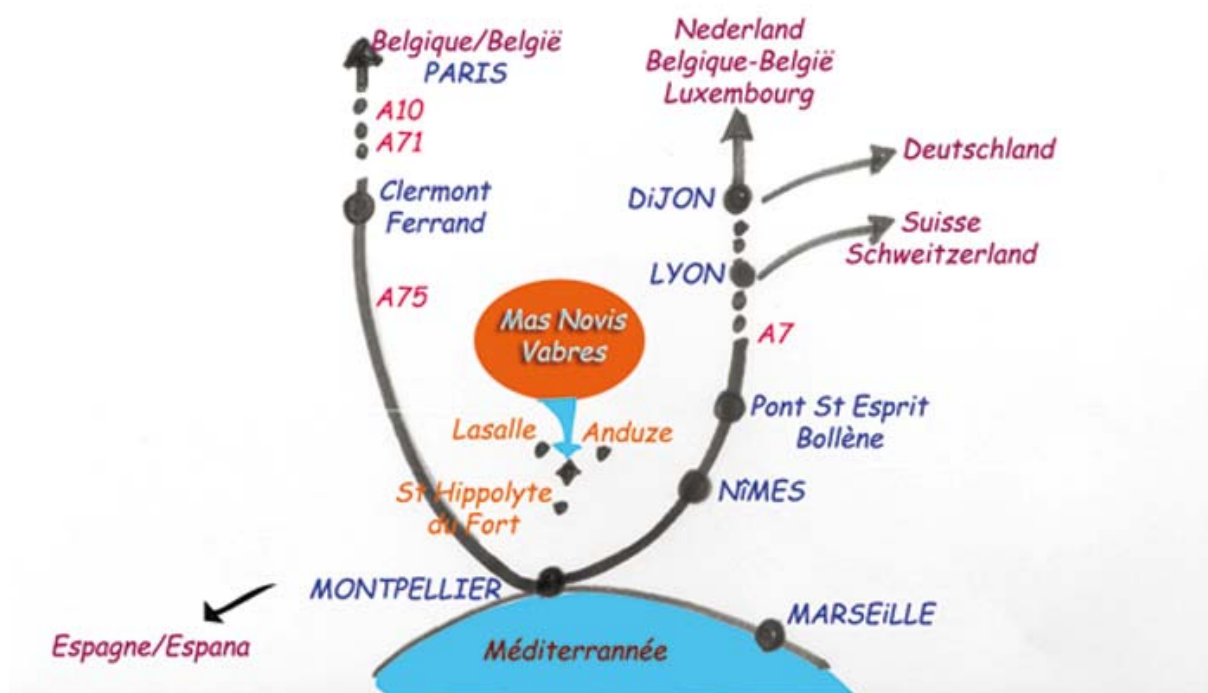 Belgique/België
PARIS
A10
A71
Clermont
Ferrand
A75
Nederland
Belgique-België
Luxembourg
Deutschland
DiJON
Suisse
Schweitzerland
LYON
A7
Mas Novis
Vabres
Pont St Esprit
Bollène
Lasalle
Anduze
NîMES
St Hippolyte
du Fort
MONTPELLIER
MARSEiLLE
Espagne/Espana
Méditerrannée